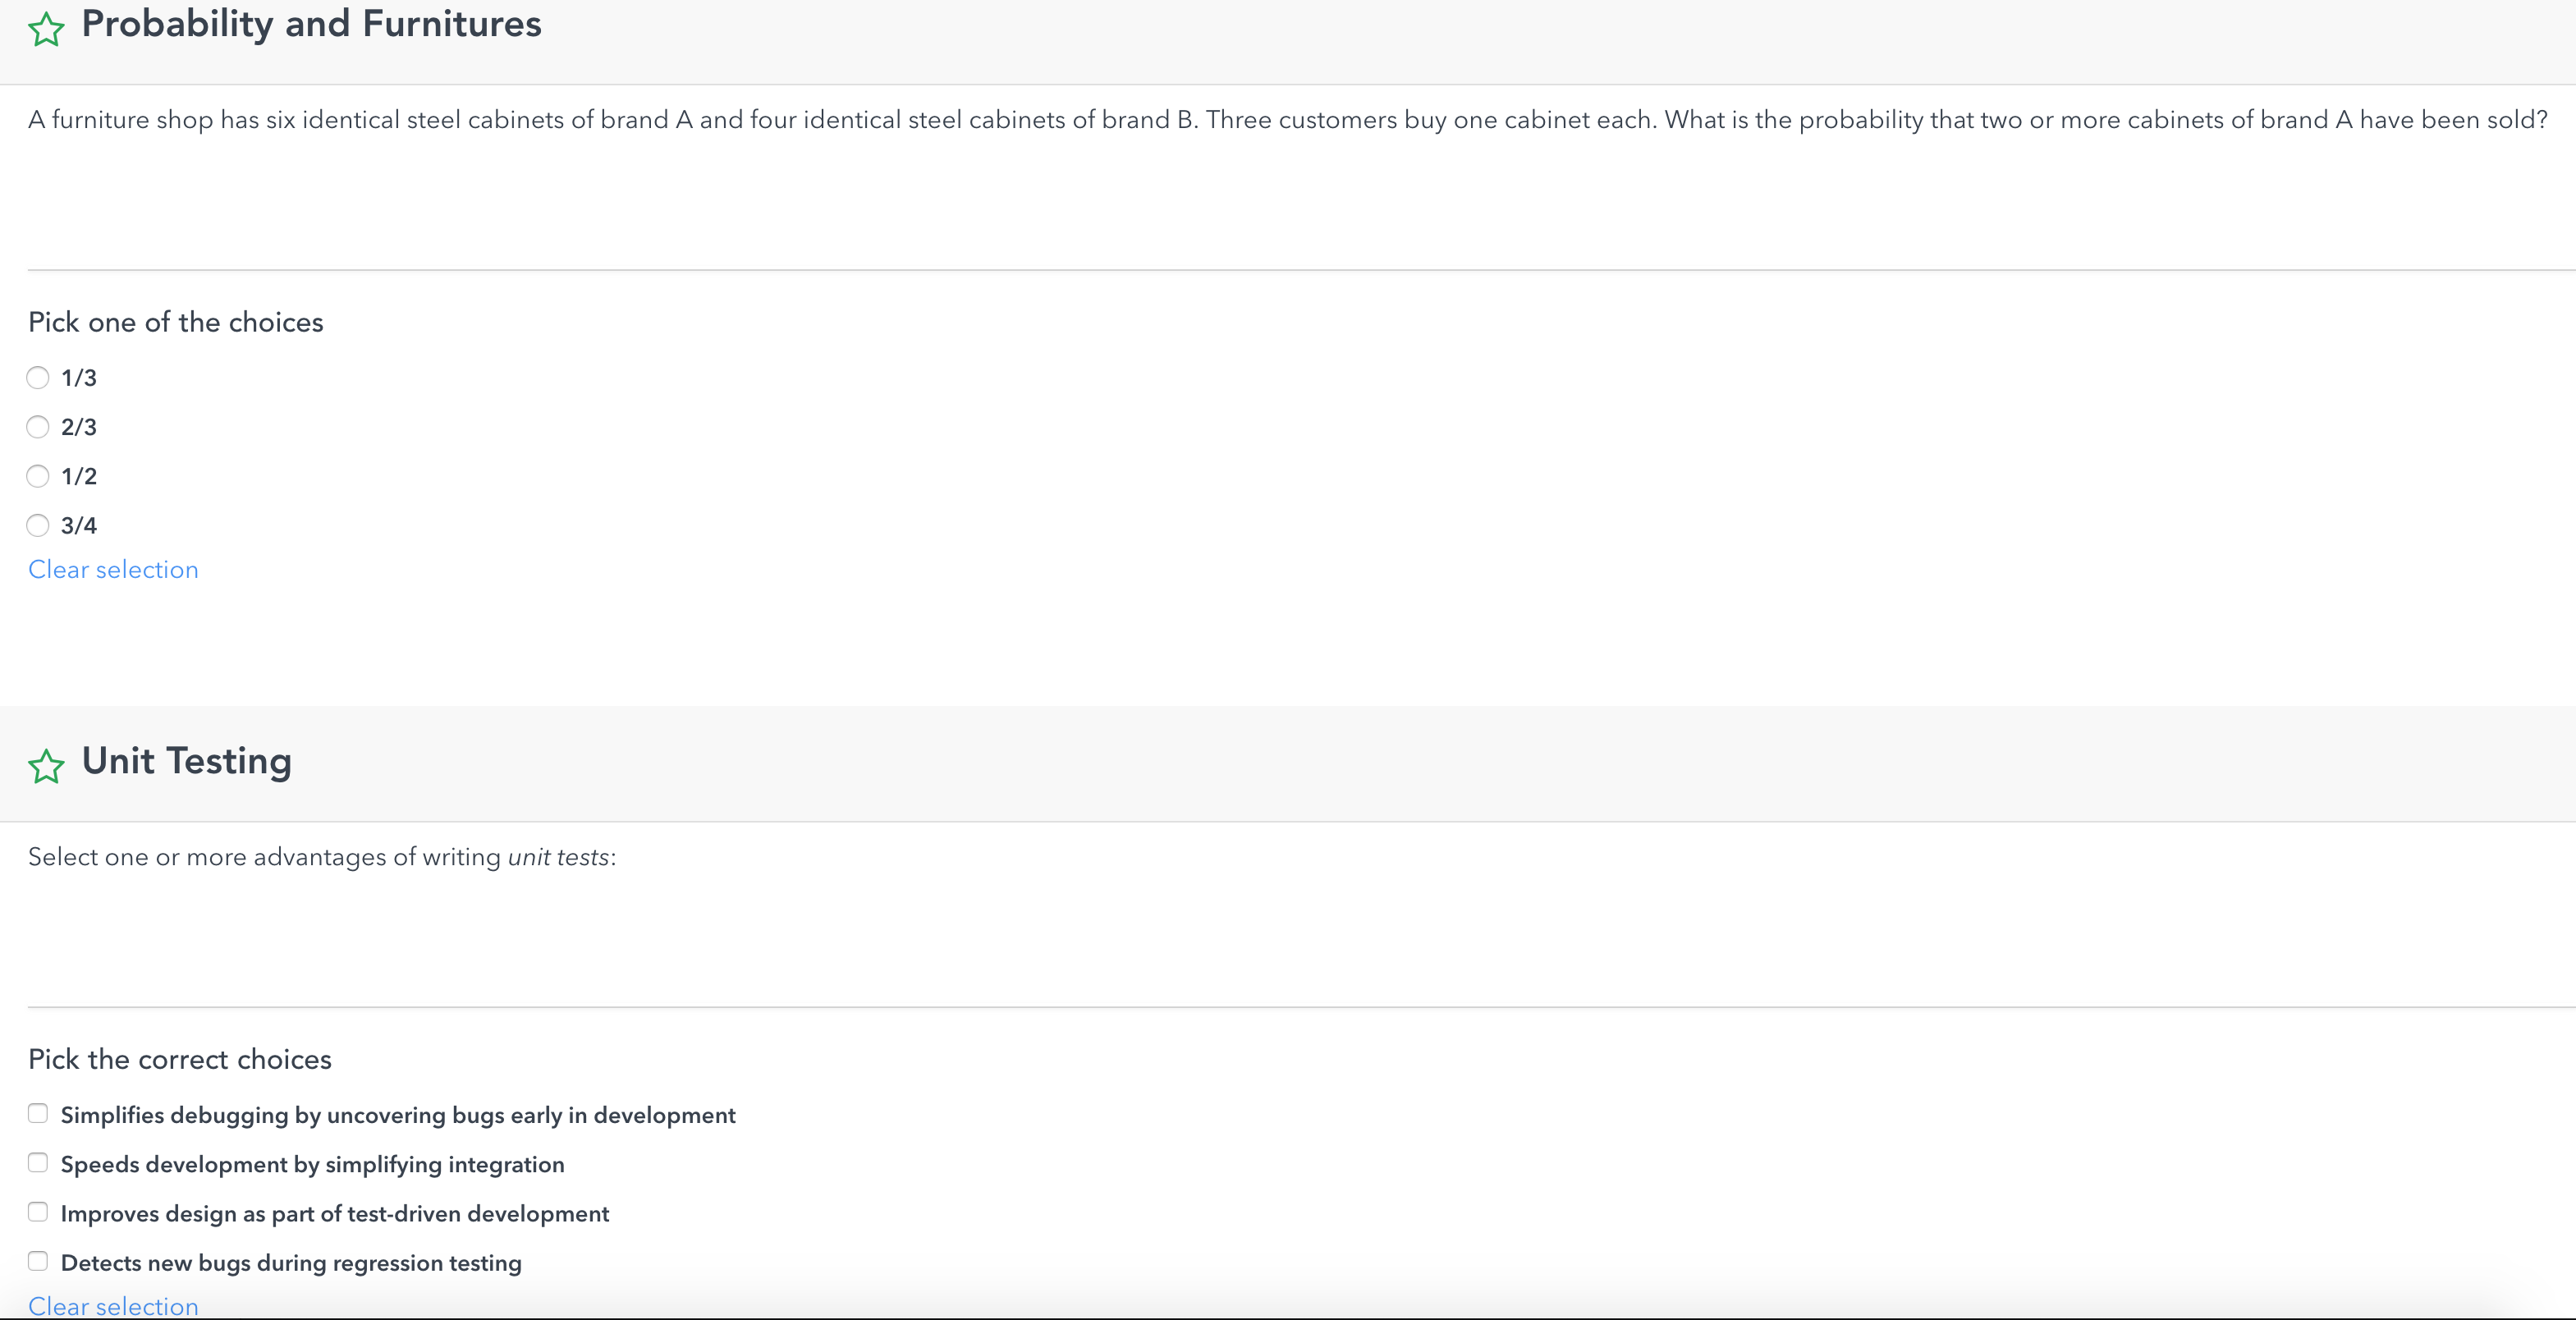 Probability and Furnitures
A furniture shop has six identical steel cabinets of brand A and four identical steel cabinets of brand B. Three customers buy one cabinet each. What is the probability that two or more cabinets of brand A have been sold?
Pick one of the choices
1/3
2/3
1/2
3/4
Clear selection
Unit Testing
Select one or more advantages of writing unit tests:
Pick the correct choices
Simplifies debugging by uncovering bugs early in development
Speeds development by simplifying integration
Improves design as part of test-driven development
Detects new bugs during regression testing
Clear selection